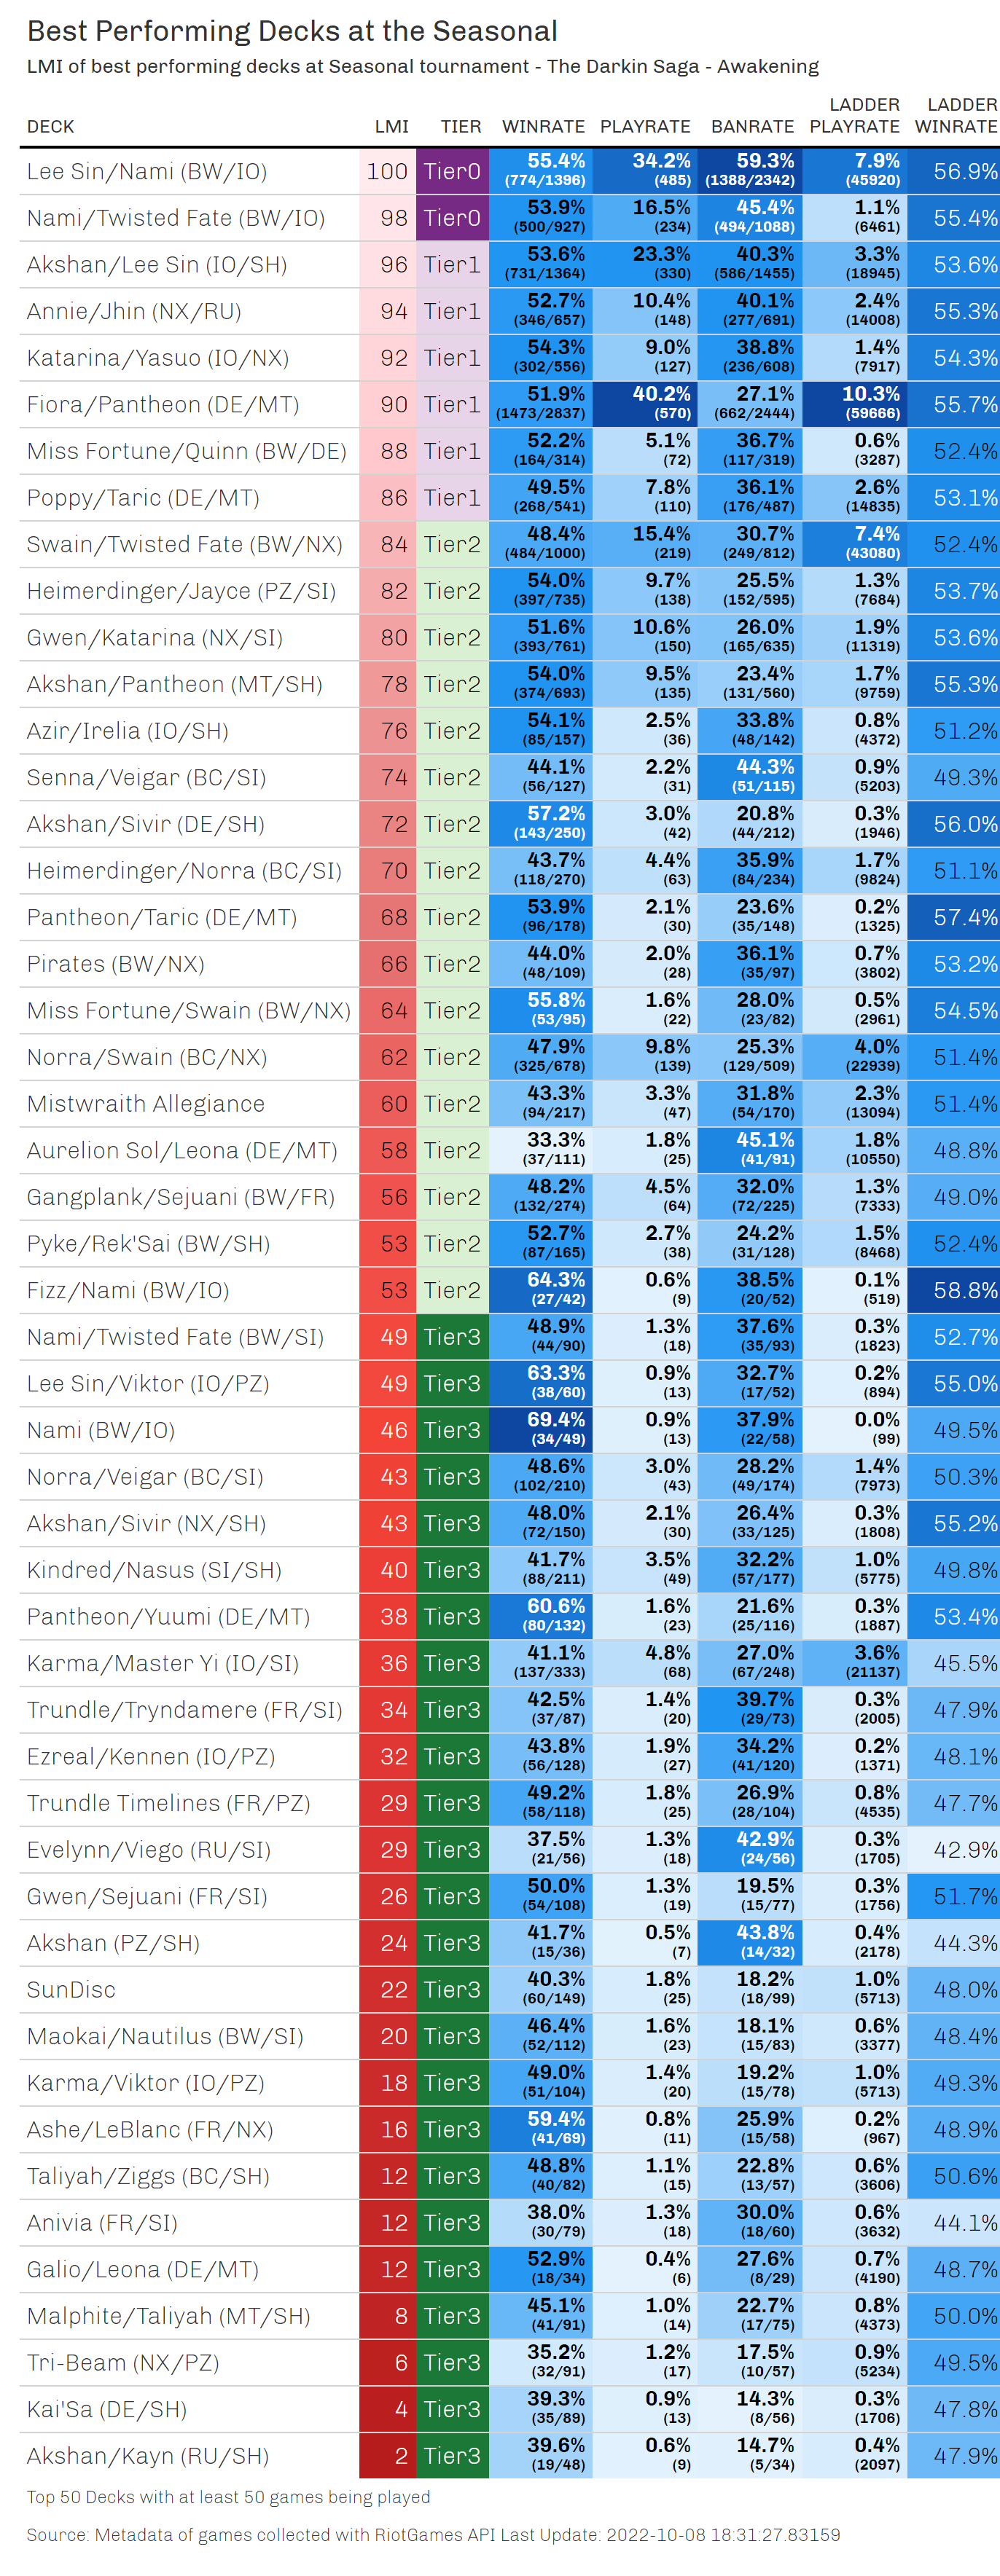 Best Performing Decks at the Seasonal
LMI of best performing decks at Seasonal tournament - The Darkin Saga - Awakening
DECK LMI TIER WINRATE PLAYRATE BANRATE LADDER PLAYRATE LADDER WINRATE
Lee Sin/Nami (BW/IO) 100 Tier0 55.4% (774/1396) 34.2% (485) 59.3% (1388/2342) 7.9% (45920) 56.9%
Nami/Twisted Fate (BW/IO) 98 Tier0 53.9% (500/927) 16.5% (234) 45.4% (494/1088) 1.1% (6461) 55.4%
Akshan/Lee Sin (IO/SH) 96 Tier1 53.6% (731/1364) 23.3% (330) 40.3% (586/1455) 3.3% (18945) 53.6%
Annie/Jhin (NX/RU) 94 Tier1 52.7% (346/657) 10.4% (148) 40.1% (277/691) 2.4% (14008) 55.3%
Katarina/Yasuo (IO/NX) 92 Tier1 54.3% (302/556) 9.0% (127) 38.8% (236/608) 1.4% (7917) 54.3%
Fiora/Pantheon (DE/MT) 90 Tier1 51.9% (1473/2837) 40.2% (570) 27.1% (662/2444) 10.3% (59666) 55.7%
Miss Fortune/Quinn (BW/DE) 88 Tier1 52.2% (164/314) 5.1% (72) 36.7% (117/319) 0.6% (3287) 52.4%
Poppy/Taric (DE/MT) 86 Tier1 49.5% (268/541) 7.8% (110) 36.1% (176/487) 2.6% (14835) 53.1%
Swain/Twisted Fate (BW/NX) 84 Tier2 48.4% (484/1000) 15.4% (219) 30.7% (249/812) 7.4% (43080) 52.4%
Heimerdinger/Jayce (PZ/SI) 82 Tier2 54.0% (397/735) 9.7% (138) 25.5% (152/595) 1.3% (7684) 53.7%
Gwen/Katarina (NX/SI) 80 Tier2 51.6% (393/761) 10.6% (150) 26.0% (165/635) 1.9% (11319) 53.6%
Akshan/Pantheon (MT/SH) 78 Tier2 54.0% (374/693) 9.5% (135) 23.4% (131/560) 1.7% (9759) 55.3%
Azir/Irelia (IO/SH) 76 Tier2 54.1% (85/157) 2.5% (36) 33.8% (48/142) 0.8% (4372) 51.2%
Senna/Veigar (BC/SI) 74 Tier2 44.1% (56/127) 2.2% (31) 44.3% (51/115) 0.9% (5203) 49.3%
Akshan/Sivir (DE/SH) 72 Tier2 57.2% (143/250) 3.0% (42) 20.8% (44/212) 0.3% (1946) 56.0%
Heimerdinger/Norra (BC/SI) 70 Tier2 43.7% (118/270) 4.4% (63) 35.9% (84/234) 1.7% (9824) 51.1%
Pantheon/Taric (DE/MT) 68 Tier2 53.9% (96/178) 2.1% (30) 23.6% (35/148) 0.2% (1325) 57.4%
Pirates (BW/NX) 66 Tier2 44.0% (48/109) 2.0% (28) 36.1% (35/97) 0.7% (3802) 53.2%
Miss Fortune/Swain (BW/NX) 64 Tier2 55.8% (53/95) 1.6% (22) 28.0% (23/82) 0.5% (2961) 54.5%
Norra/Swain (BC/NX) 62 Tier2 47.9% (325/678) 9.8% (139) 25.3% (129/509) 4.0% (22939) 51.4%
Mistwraith Allegiance 60 Tier2 43.3% (94/217) 3.3% (47) 31.8% (54/170) 2.3% (13094) 51.4%
Aurelion Sol/Leona (DE/MT) 58 Tier2 33.3% (37/111) 1.8% (25) 45.1% (41/91) 1.8% (10550) 48.8%
Gangplank/Sejuani (BW/FR) 56 Tier2 48.2% (132/274) 4.5% (64) 32.0% (72/225) 1.3% (7333) 49.0%
Pyke/Rek'Sai (BW/SH) 53 Tier2 52.7% (87/165) 2.7% (38) 24.2% (31/128) 1.5% (8468) 52.4%
Fizz/Nami (BW/IO) 53 Tier2 64.3% (27/42) 0.6% (9) 38.5% (20/52) 0.1% (519) 58.8%
Nami/Twisted Fate (BW/SI) 49 Tier3 48.9% (44/90) 1.3% (18) 37.6% (35/93) 0.3% (1823) 52.7%
Lee Sin/Viktor (IO/PZ) 49 Tier3 63.3% (38/60) 0.9% (13) 32.7% (17/52) 0.2% (894) 55.0%
Nami (BW/IO) 46 Tier3 69.4% (34/49) 0.9% (13) 37.9% (22/58) 0.0% (99) 49.5%
Norra/Veigar (BC/SI) 43 Tier3 48.6% (102/210) 3.0% (43) 28.2% (49/174) 1.4% (7973) 50.3%
Akshan/Sivir (NX/SH) 43 Tier3 48.0% (72/150) 2.1% (30) 26.4% (33/125) 0.3% (1808) 55.2%
Kindred/Nasus (SI/SH) 40 Tier3 41.7% (88/211) 3.5% (49) 32.2% (57/177) 1.0% (5775) 49.8%
Pantheon/Yuumi (DE/MT) 38 Tier3 60.6% (80/132) 1.6% (23) 21.6% (25/116) 0.3% (1887) 53.4%
Karma/Master Yi (IO/SI) 36 Tier3 41.1% (137/333) 4.8% (68) 27.0% (67/248) 3.6% (21137) 45.5%
Trundle/Tryndamere (FR/SI) 34 Tier3 42.5% (37/87) 1.4% (20) 39.7% (29/73) 0.3% (2005) 47.9%
Ezreal/Kennen (IO/PZ) 32 Tier3 43.8% (56/128) 1.9% (27) 34.2% (41/120) 0.2% (1371) 48.1%
Trundle Timelines (FR/PZ) 29 Tier3 49.2% (58/118) 1.8% (25) 26.9% (28/104) 0.8% (4535) 47.7%
Evelynn/Viego (RU/SI) 29 Tier3 37.5% (21/56) 1.3% (18) 42.9% (24/56) 0.3% (1705) 42.9%
Gwen/Sejuani (FR/SI) 26 Tier3 50.0% (54/108) 1.3% (19) 19.5% (15/77) 0.3% (1756) 51.7%
Akshan (PZ/SH) 24 Tier3 41.7% (15/36) 0.5% (7) 43.8% (14/32) 0.4% (2178) 44.3%
SunDisc 22 Tier3 40.3% (60/149) 1.8% (25) 18.2% (18/99) 1.0% (5713) 48.0%
Maokai/Nautilus (BW/SI) 20 Tier3 46.4% (52/112) 1.6% (23) 18.1% (15/83) 0.6% (3377) 48.4%
Karma/Viktor (IO/PZ) 18 Tier3 49.0% (51/104) 1.4% (20) 19.2% (15/78) 1.0% (5713) 49.3%
Ashe/LeBlanc (FR/NX) 16 Tier3 59.4% (41/69) 0.8% (11) 25.9% (15/58) 0.2% (967) 48.9%
Taliyah/Ziggs (BC/SH) 12 Tier3 48.8% (40/82) 1.1% (15) 22.8% (13/57) 0.6% (3606) 50.6%
Anivia (FR/SI) 12 Tier3 38.0% (30/79) 1.3% (18) 30.0% (18/60) 0.6% (3632) 44.1%
Galio/Leona (DE/MT) 12 Tier3 52.9% (18/34) 0.4% (6) 27.6% (8/29) 0.7% (4190) 48.7%
Malphite/Taliyah (MT/SH) 8 Tier3 45.1% (41/91) 1.0% (14) 22.7% (17/75) 0.8% (4373) 50.0%
Tri-Beam (NX/PZ) 6 Tier3 35.2% (32/91) 1.2% (17) 17.5% (10/57) 0.9% (5234) 49.5%
Kai'Sa (DE/SH) 4 Tier3 39.3% (35/89) 0.9% (13) 14.3% (8/56) 0.3% (1706) 47.8%
Akshan/Kayn (RU/SH) 2 Tier3 39.6% (19/48) 0.6% (9) 14.7% (5/34) 0.4% (2097) 47.9%
Top 50 Decks with at least 50 games being played
Source: Metadata of games collected with RiotGames API Last Update: 2022-10-08 18:31:27.83159